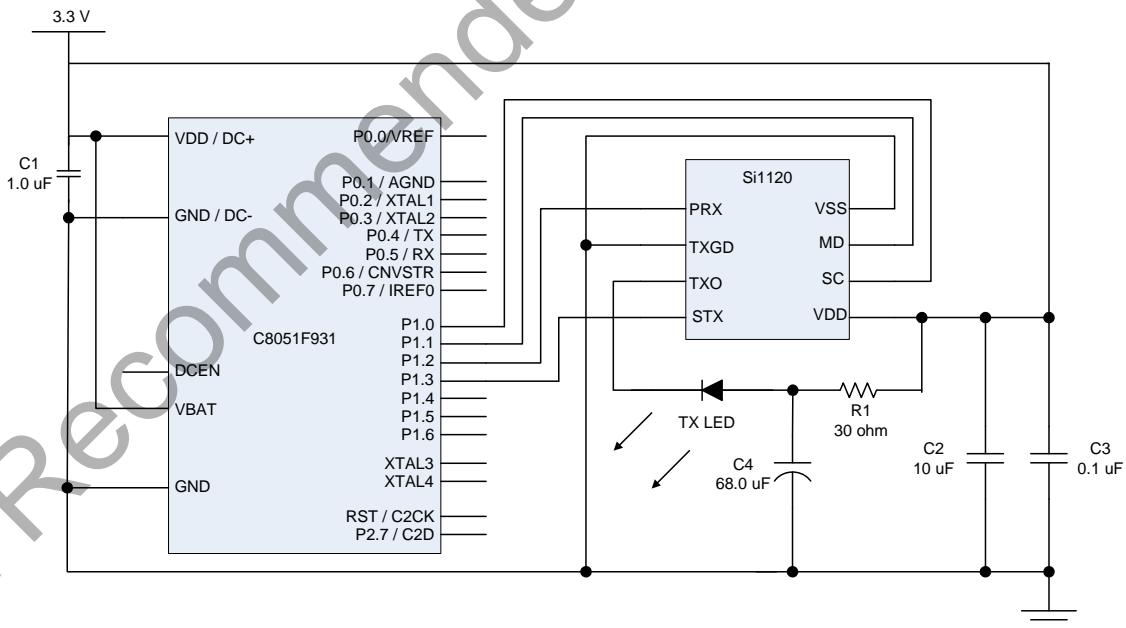 3.3 V
C1
1.0 uF
VDD / DC+
GND / DC-
DCEN
VBAT
GND
C8051F931
P0.0/VREF
P0.1 / AGND
P0.2 / XTAL1
P0.3 / XTAL2
P0.4 / TX
P0.5 / RX
P0.6 / CNVSTR
P0.7 / IREF0
P1.0
P1.1
P1.2
P1.3
P1.4
P1.5
P1.6
XTAL3
XTAL4
RST / C2CK
P2.7 / C2D
Si1120
PRX
TXGD
TXO
STX
VSS
MD
SC
VDD
TX LED
R1
30 ohm
C4
68.0 uF
C2
10 uF
C3
0.1 uF
Recommende